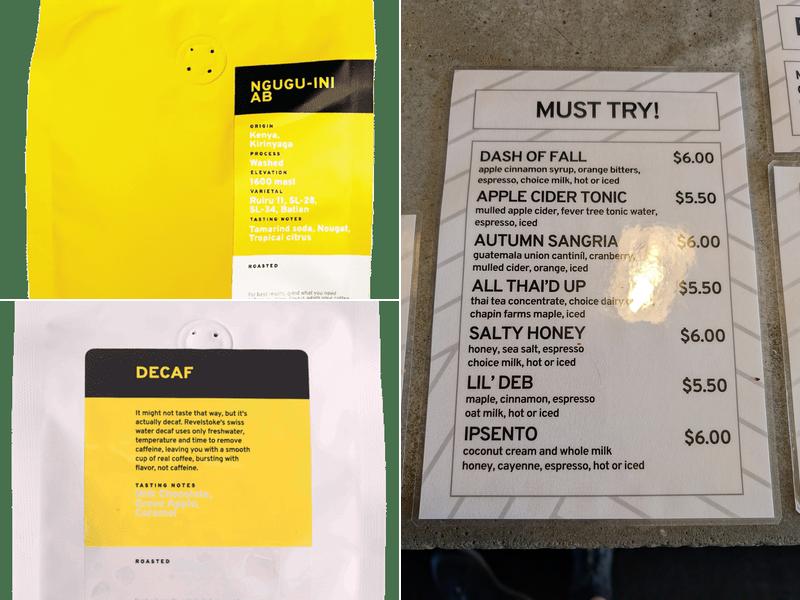 NGUGU-INI
AB
ORIGIN
Kenya,
Kirinyaga
PROCESS
Washed
ELEVATION
1600 masl
VARIETAL
Ruiru 11, SL-28,
SL-34, Batian
TASTING NOTES
Tamarind soda, Nougat,
Tropical citrus
ROASTED
For best results, grind what you need
DECAF
It might not taste that way, but it's
actually decaf. Revelstoke's swiss
water decaf uses only freshwater,
temperature and time to remove
caffeine, leaving you with a smooth
cup of real coffee, bursting with
flavor, not caffeine.
TASTING NOTES
Milk Chocolate,
Green Apple,
Caramel
ROASTED
MUST TRY!
DASH OF FALL $6.00
apple cinnamon syrup, orange bitters,
espresso, choice milk, hot or iced
APPLE CIDER TONIC $5.50
mulled apple cider, fever tree tonic water,
espresso, iced
AUTUMN SANGRIA $6.00
guatemala union cantinil, cranberry,
mulled cider, orange, iced
ALL THAI'D UP $5.50
thai tea concentrate, choice dairy
chapin farms maple, iced
SALTY HONEY $6.00
honey, sea salt, espresso
choice milk, hot or iced
LIL' DEB $5.50
maple, cinnamon, espresso
oat milk, hot or iced
IPSENTO $6.00
coconut cream and whole milk
honey, cayenne, espresso, hot or iced